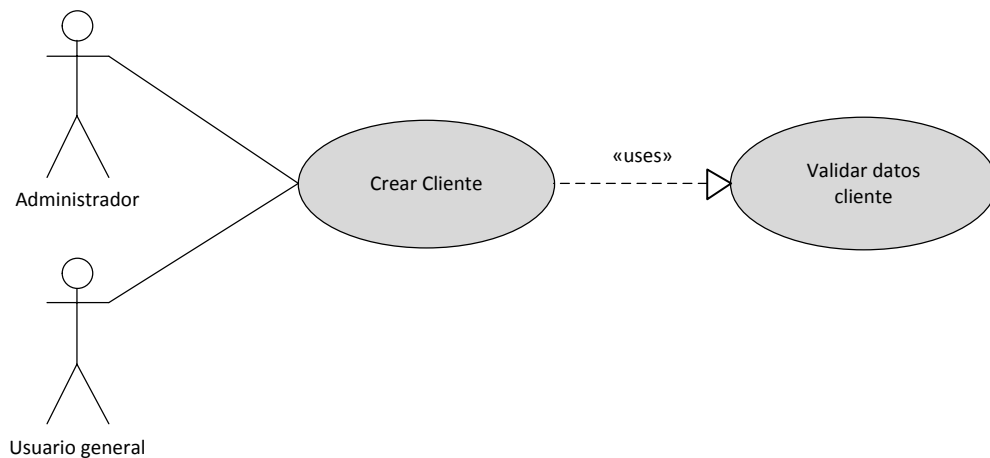 Administrador
Crear Cliente
«uses»
Validar datos
cliente
Usuario general